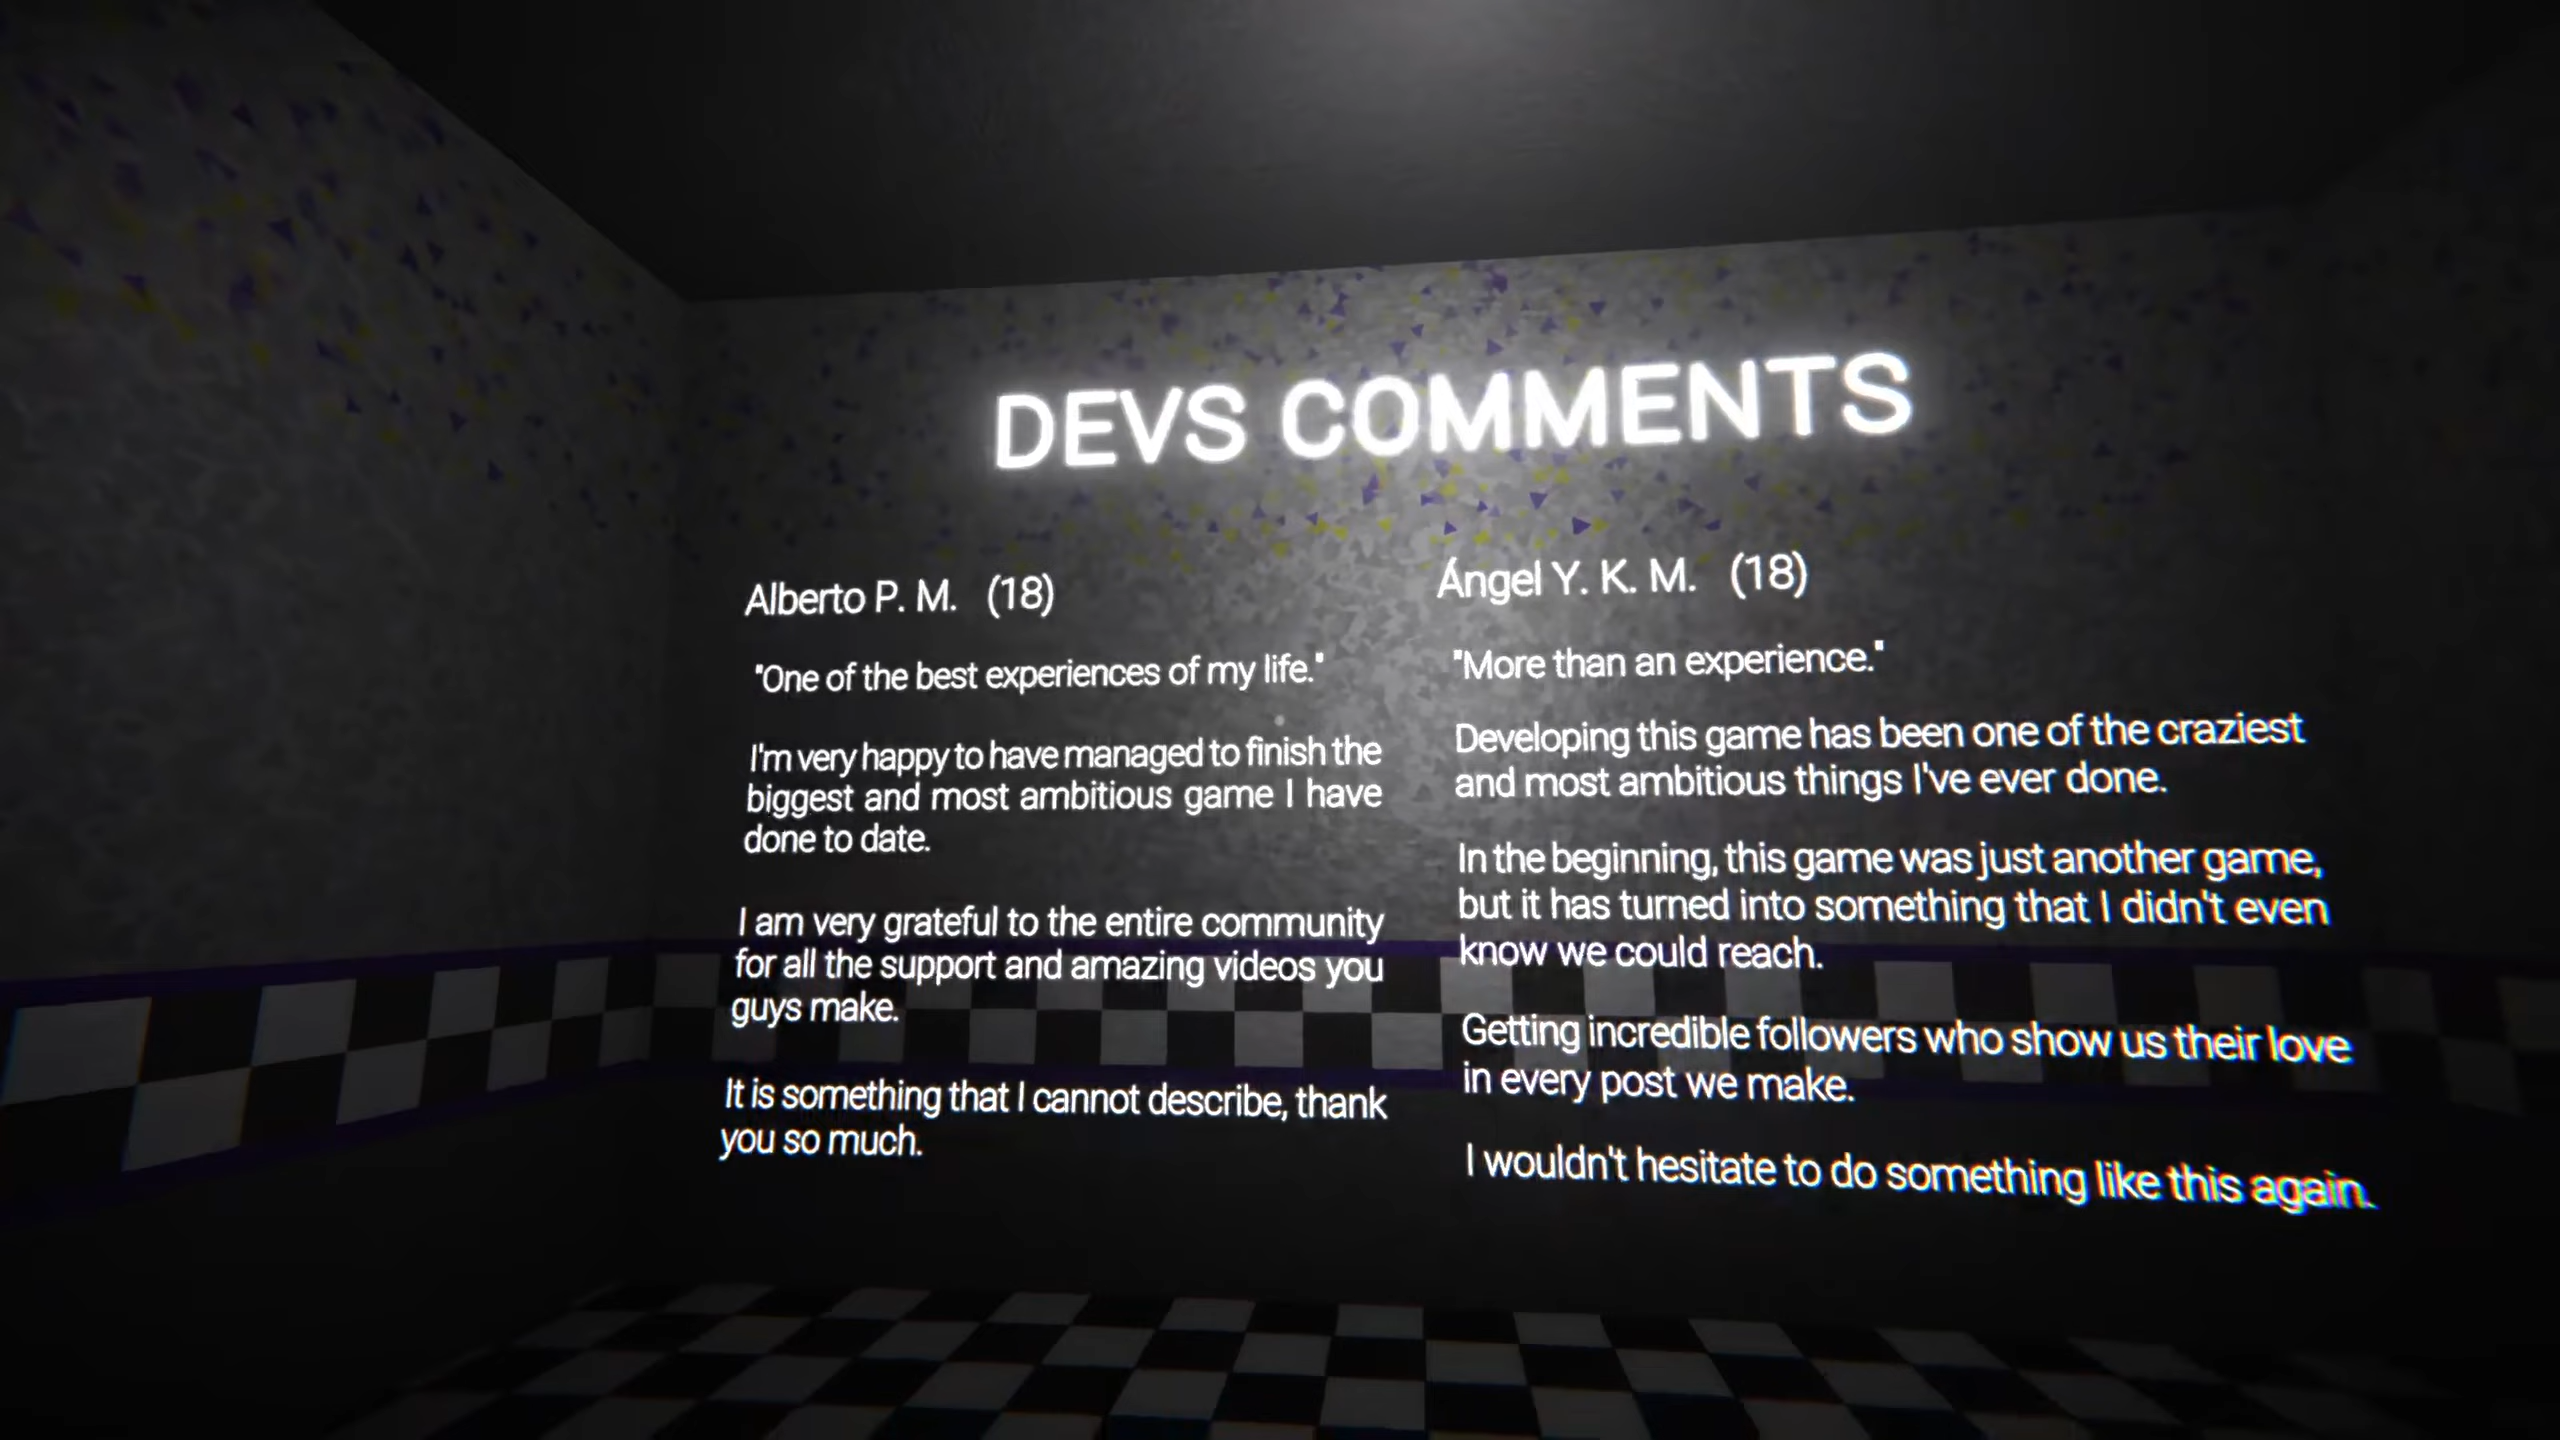 DEVS COMMENTS
Alberto P. M. (18)
"One of the best experiences of my life."
I'm very happy to have managed to finish the
biggest and most ambitious game I have
done to date.
I am very grateful to the entire community
for all the support and amazing videos you
guys make.
It is something that I cannot describe, thank
you so much.
Ángel Y. K. M. (18)
"More than an experience."
Developing this game has been one of the craziest
and most ambitious things I've ever done.
In the beginning, this game was just another game,
but it has turned into something that I didn't even
know we could reach.
Getting incredible followers who show us their love
in every post we make.
I wouldn't hesitate to do something like this again.